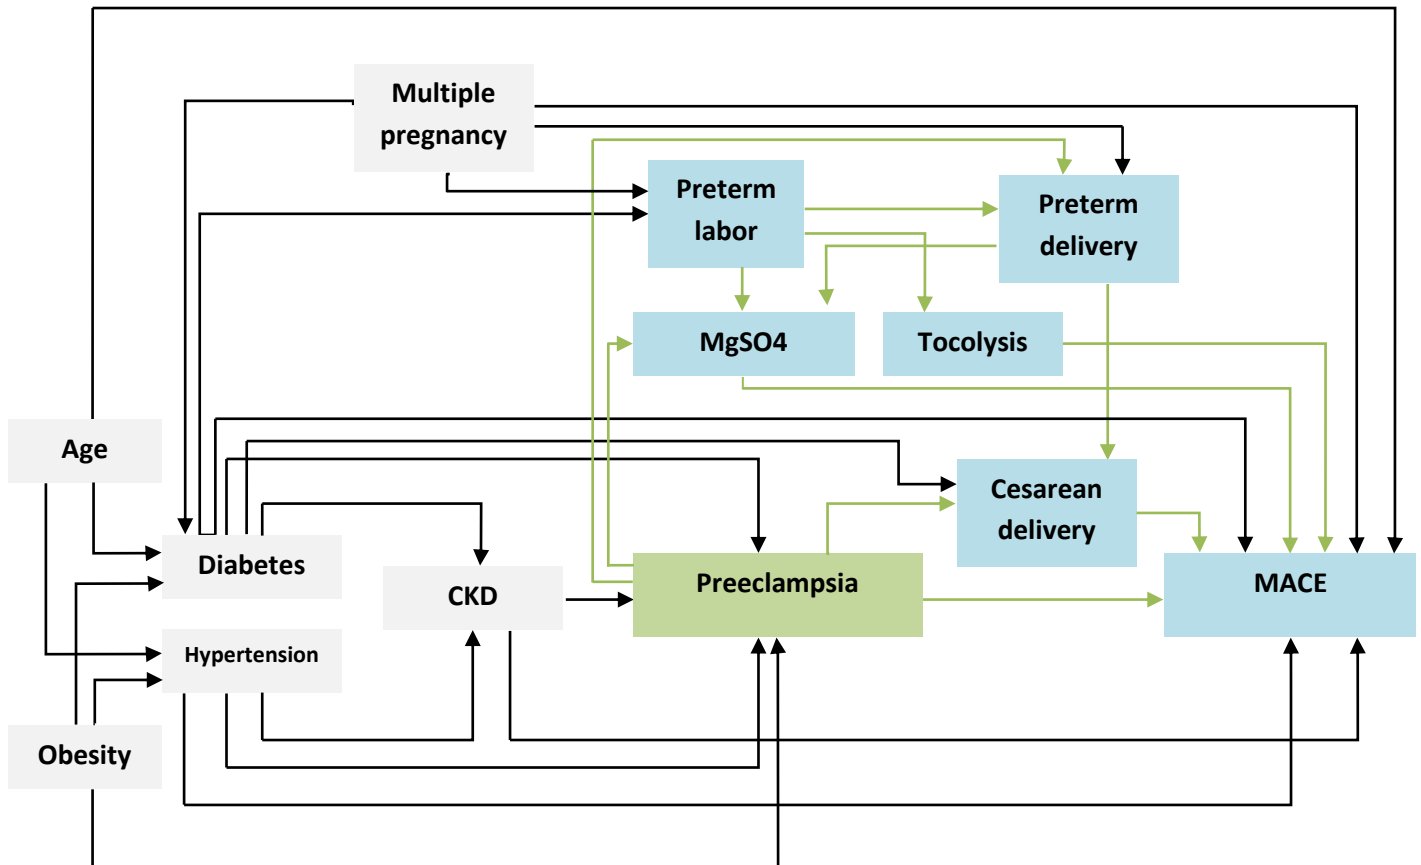 Multiple
pregnancy
Preterm
labor
Preterm
delivery
MgSO4
Tocolysis
Age
Cesarean
delivery
Diabetes
CKD
Preeclampsia
MACE
Hypertension
Obesity